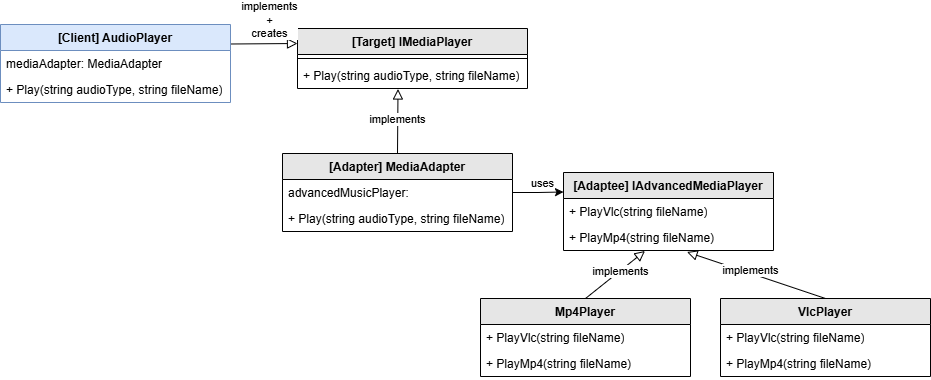 implements
+
creates
[Client] AudioPlayer
mediaAdapter: MediaAdapter
+ Play(string audioType, string fileName)
[Target] IMediaPlayer
+ Play(string audioType, string fileName)
implements
[Adapter] MediaAdapter
advancedMusicPlayer:
+ Play(string audioType, string fileName)
uses
[Adaptee] IAdvancedMediaPlayer
+ PlayVlc(string fileName)
+ PlayMp4(string fileName)
implements
implements
Mp4Player
+ PlayVlc(string fileName)
+ PlayMp4(string fileName)
VlcPlayer
+ PlayVlc(string fileName)
+ PlayMp4(string fileName)